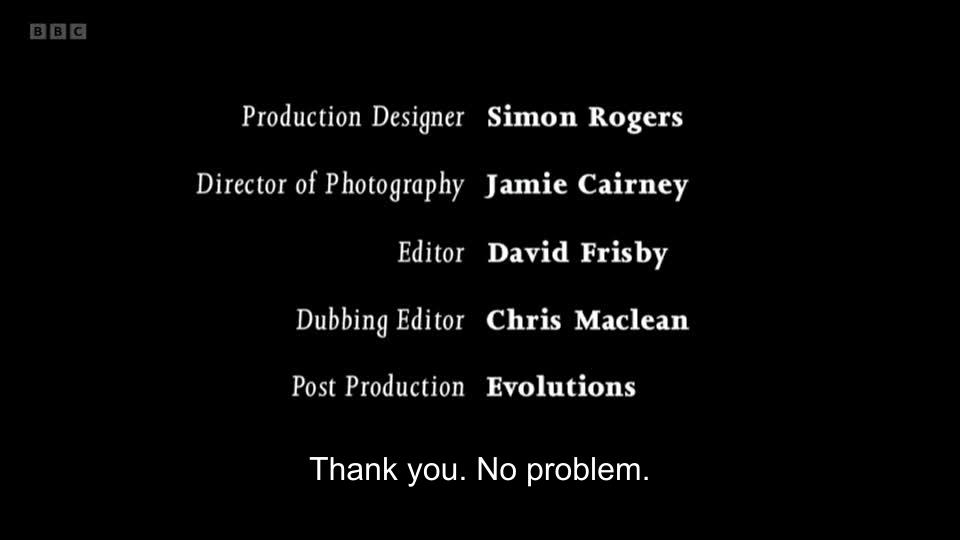 BBC
Production Designer Simon Rogers
Director of Photography Jamie Cairney
Editor David Frisby
Dubbing Editor Chris Maclean
Post Production Evolutions
Thank you. No problem.